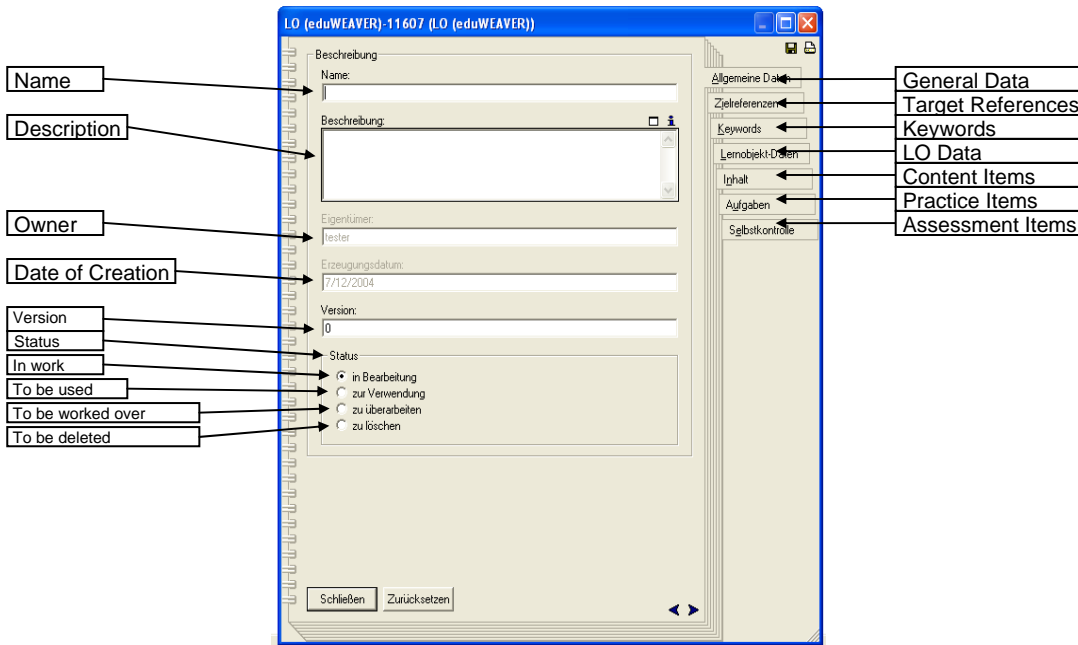 LO (eduWEAVER)-11607 (LO (eduWEAVER))
Name
Description
Owner
Date of Creation
Version
Status
In work
To be used
To be worked over
To be deleted
Beschreibung
Name:
Beschreibung:
Eigentümer:
tester
Erzeugungsdatum:
7/12/2004
Version:
0
Status
in Bearbeitung
zur Verwendung
zu überarbeiten
zu löschen
Schließen
Zurücksetzen
Allgemeine Daten
Zielreferenzen
Keywords
Lernobjekt-Daten
Inhalt
Aufgaben
Selbstkontrolle
General Data
Target References
Keywords
LO Data
Content Items
Practice Items
Assessment Items